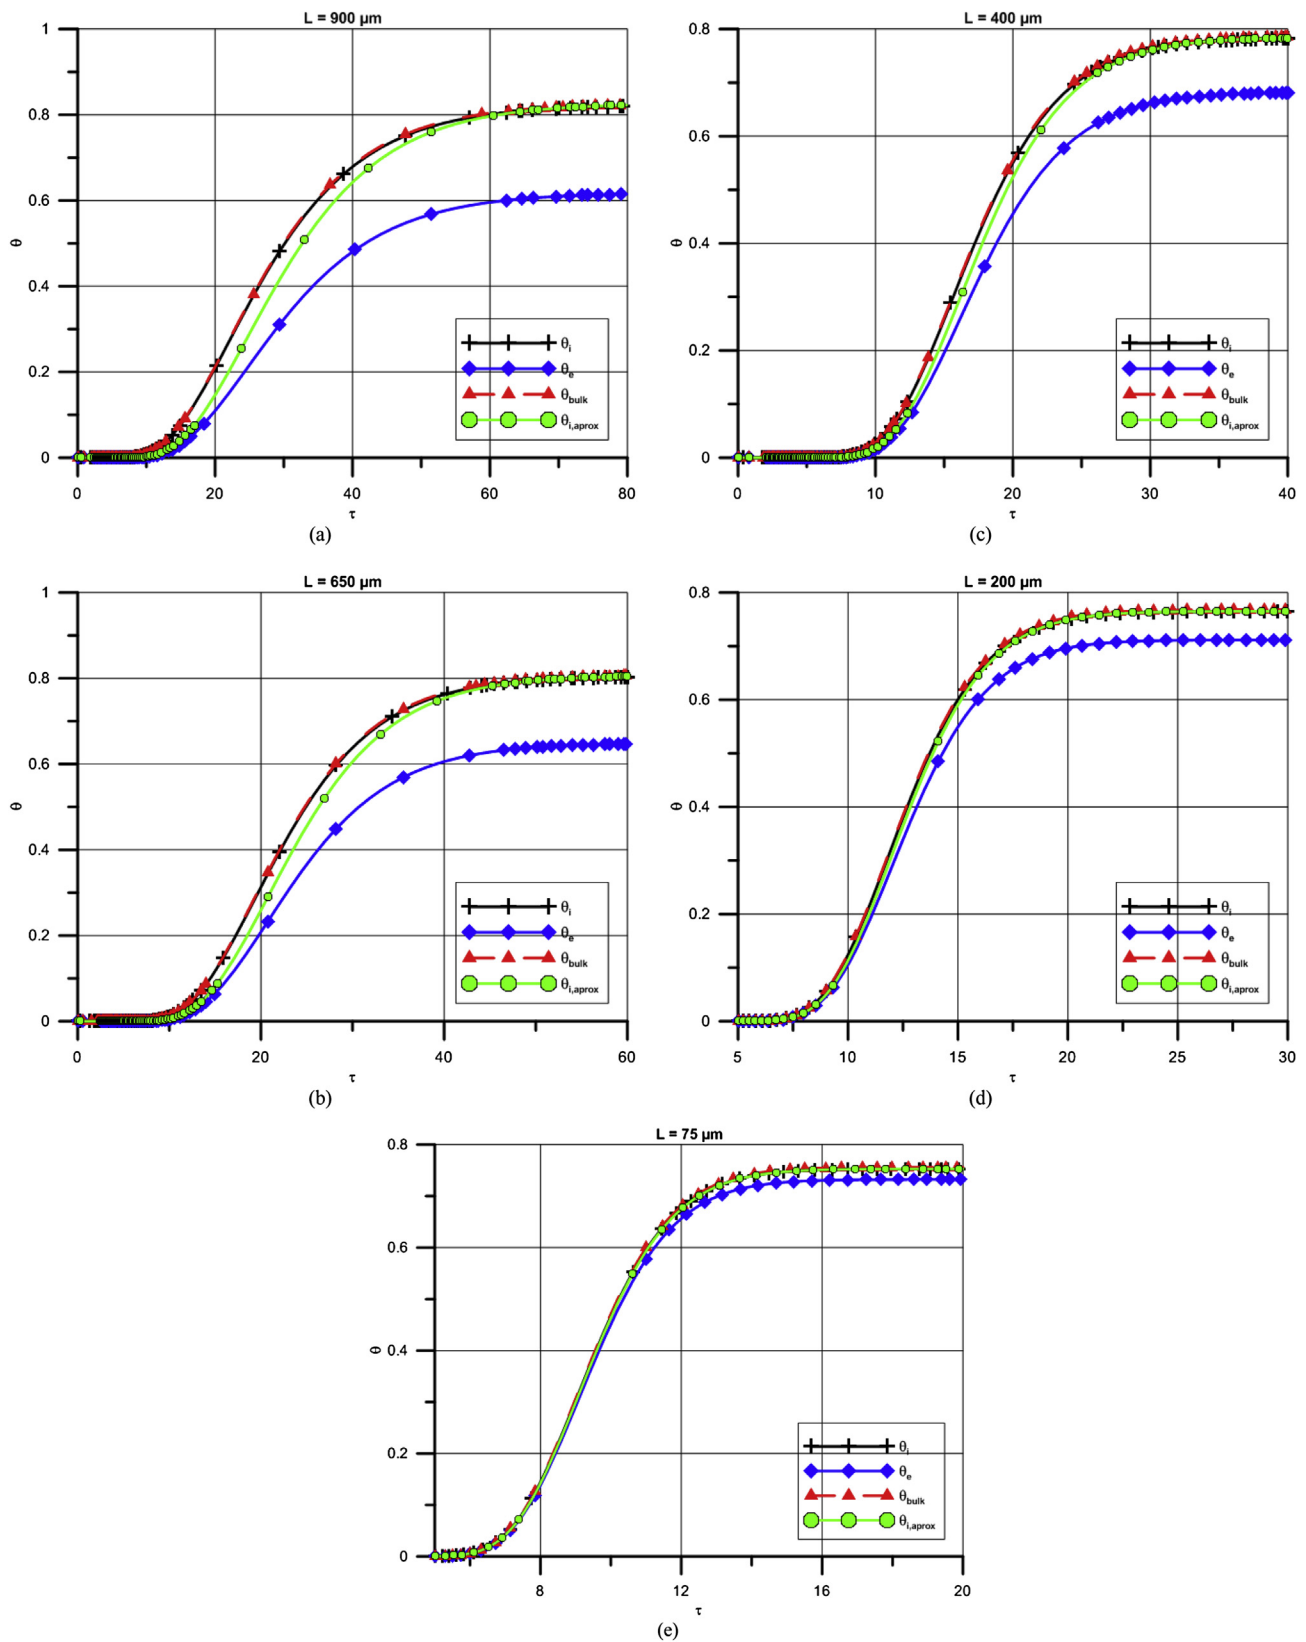 L = 900 µm
1
0.8
0.6
θ
0.4
0.2
0
0 20 40 60 80
τ
θi
θe
θbulk
θi,aprox
(a)
L = 400 µm
0.8
0.6
θ
0.4
0.2
0
0 10 20 30 40
τ
θi
θe
θbulk
θi,aprox
(c)
L = 650 µm
1
0.8
0.6
θ
0.4
0.2
0
0 20 40 60
τ
θi
θe
θbulk
θi,aprox
(b)
L = 200 µm
0.8
0.6
θ
0.4
0.2
0
5 10 15 20 25 30
τ
θi
θe
θbulk
θi,aprox
(d)
L = 75 µm
0.8
0.6
θ
0.4
0.2
0
8 12 16 20
τ
θi
θe
θbulk
θi,aprox
(e)